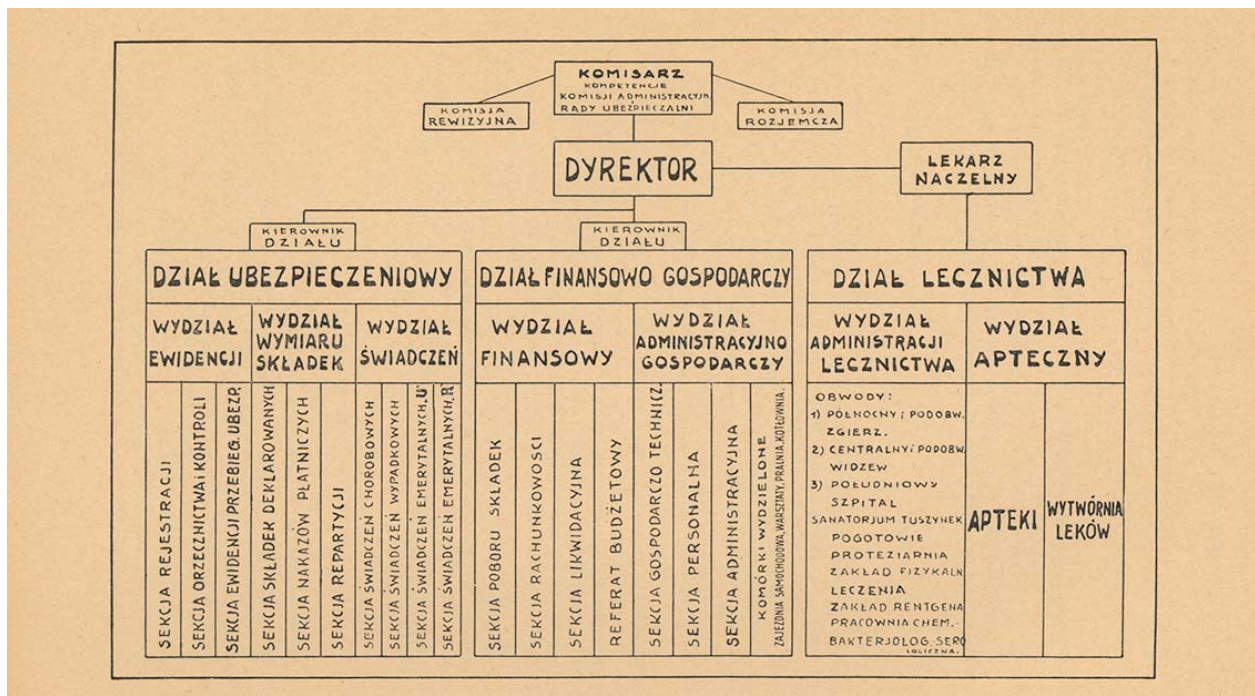 KOMISARZ
KOMPETENCJE
KOMISJI ADMINISTRACYJN.
RADY UBEZPIECZALNI
KOMISJA
REWIZYJNA
KOMISJA
ROZJEMCZA
DYREKTOR
LEKARZ
NACZELNY
KIEROWNIK
DZIAŁU
KIEROWNIK
DZIAŁU
DZIAŁ UBEZPIECZENIOWY
DZIAŁ FINANSOWO GOSPODARCZY
DZIAŁ LECZNICTWA
WYDZIAŁ
EWIDENCJI
WYDZIAŁ
WYMIARU
SKŁADEK
WYDZIAŁ
ŚWIADCZEŃ
WYDZIAŁ
FINANSOWY
WYDZIAŁ
ADMINISTRACYJNO
GOSPODARCZY
WYDZIAŁ
ADMINISTRACJI
LECZNICTWA
WYDZIAŁ
APTECZNY
SEKCJA REJESTRACJI
SEKCJA ORZECZNICTWA i KONTROLI
SEKCJA EWIDENCJI PRZEBIEG. UBEZP.
SEKCJA SKŁADEK DEKLAROWANYCH
SEKCJA NAKAZÓW PŁATNICZYCH
SEKCJA REPARTYCJI
SEKCJA ŚWIADCZEŃ CHOROBOWYCH
SEKCJA ŚWIADCZEŃ WYPADKOWYCH
SEKCJA ŚWIADCZEŃ EMERYTALNYCH. U
SEKCJA ŚWIADCZEŃ EMERYTALNYCH. R
SEKCJA POBORU SKŁADEK
SEKCJA RACHUNKOWOSCI
SEKCJA LIKWIDACYJNA
REFERAT BUDŻETOWY
SEKCJA GOSPODARCZO TECHNICZ.
SEKCJA PERSONALNA
SEKCJA ADMINISTRACYJNA
KOMÓRKI WYDZIELONE
ZAJEZDNIA SAMOCHODOWA, WARSZTATY, PRALNIA, KOTŁOWNIA.
OBWODY:
1) PÓŁNOCNY i PODOBW.
ZGIERZ.
2) CENTRALNY i PODOBW.
WIDZEW
3) POŁUDNIOWY
SZPITAL
SANATORJUM TUSZYNEK
POGOTOWIE
PROTEZIARNIA
ZAKŁAD FIZYKALN
LECZENIA
ZAKŁAD RENTGENA
PRACOWNIA CHEM.-
BAKTERJOLOG. SERO
LOGICZNA.
APTEKI
WYTWÓRNIA
LEKÓW